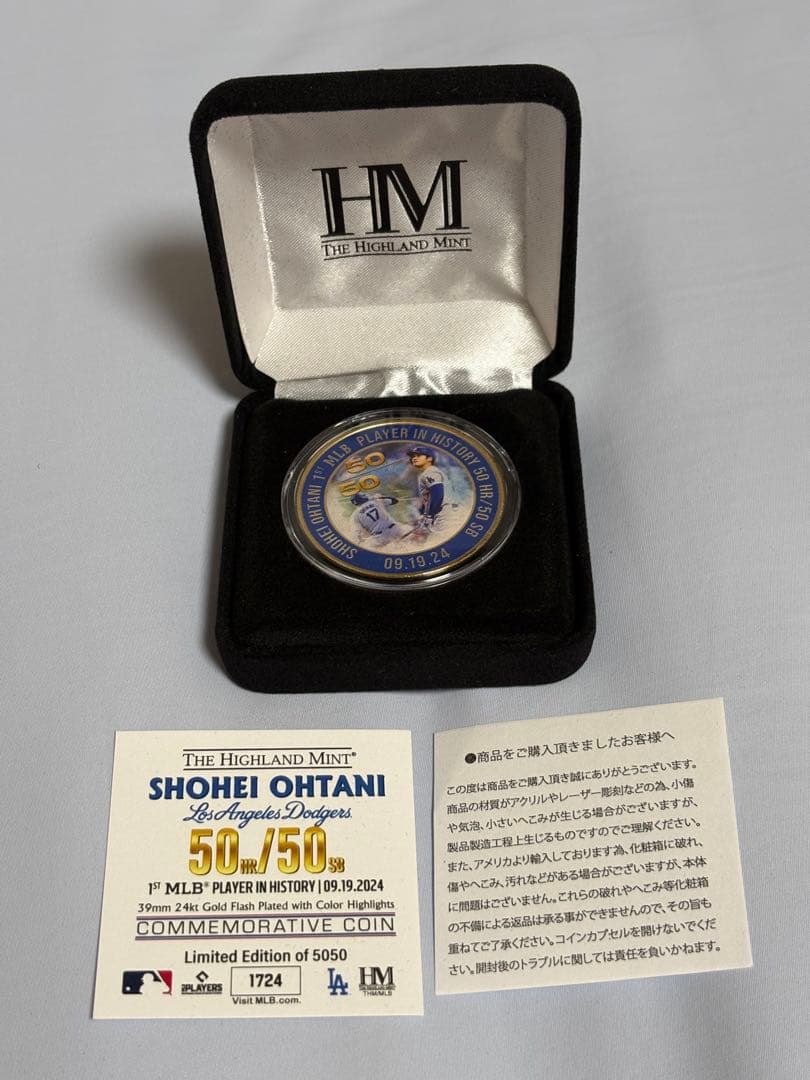 HM
THE HIGHLAND MINT
SHOHEI OHTANI 1ST MLB PLAYER IN HISTORY 50 HR/50 SB
50
50
17
LA
09.19.24
THE HIGHLAND MINT®
SHOHEI OHTANI
Los Angeles Dodgers
50HR/50SB
1ST MLB® PLAYER IN HISTORY | 09.19.2024
39mm 24kt Gold Flash Plated with Color Highlights
COMMEMORATIVE COIN
Limited Edition of 5050
PLAYERS
1724
LA
HM
THE HIGHLAND MINT
THM/MLB
Visit MLB.com.
●商品をご購入頂きましたお客様へ
この度は商品をご購入頂き誠にありがとうございます。
商品の材質がアクリルやレーザー彫刻などの為、小傷
や気泡、小さいへこみが生じる場合がございますが、
製品製造工程上生じるものですのでご理解ください。
また、アメリカより輸入しております為、化粧箱に破れ、
傷やへこみ、汚れなどがある場合がございますが、本体
に問題はございません。これらの破れやへこみ等化粧箱
の不備による返品は承る事ができませんので、その旨も
重ねてご了承ください。コインカプセルを開けないでくだ
さい。開封後のトラブルに関しては責任を負いかねます。